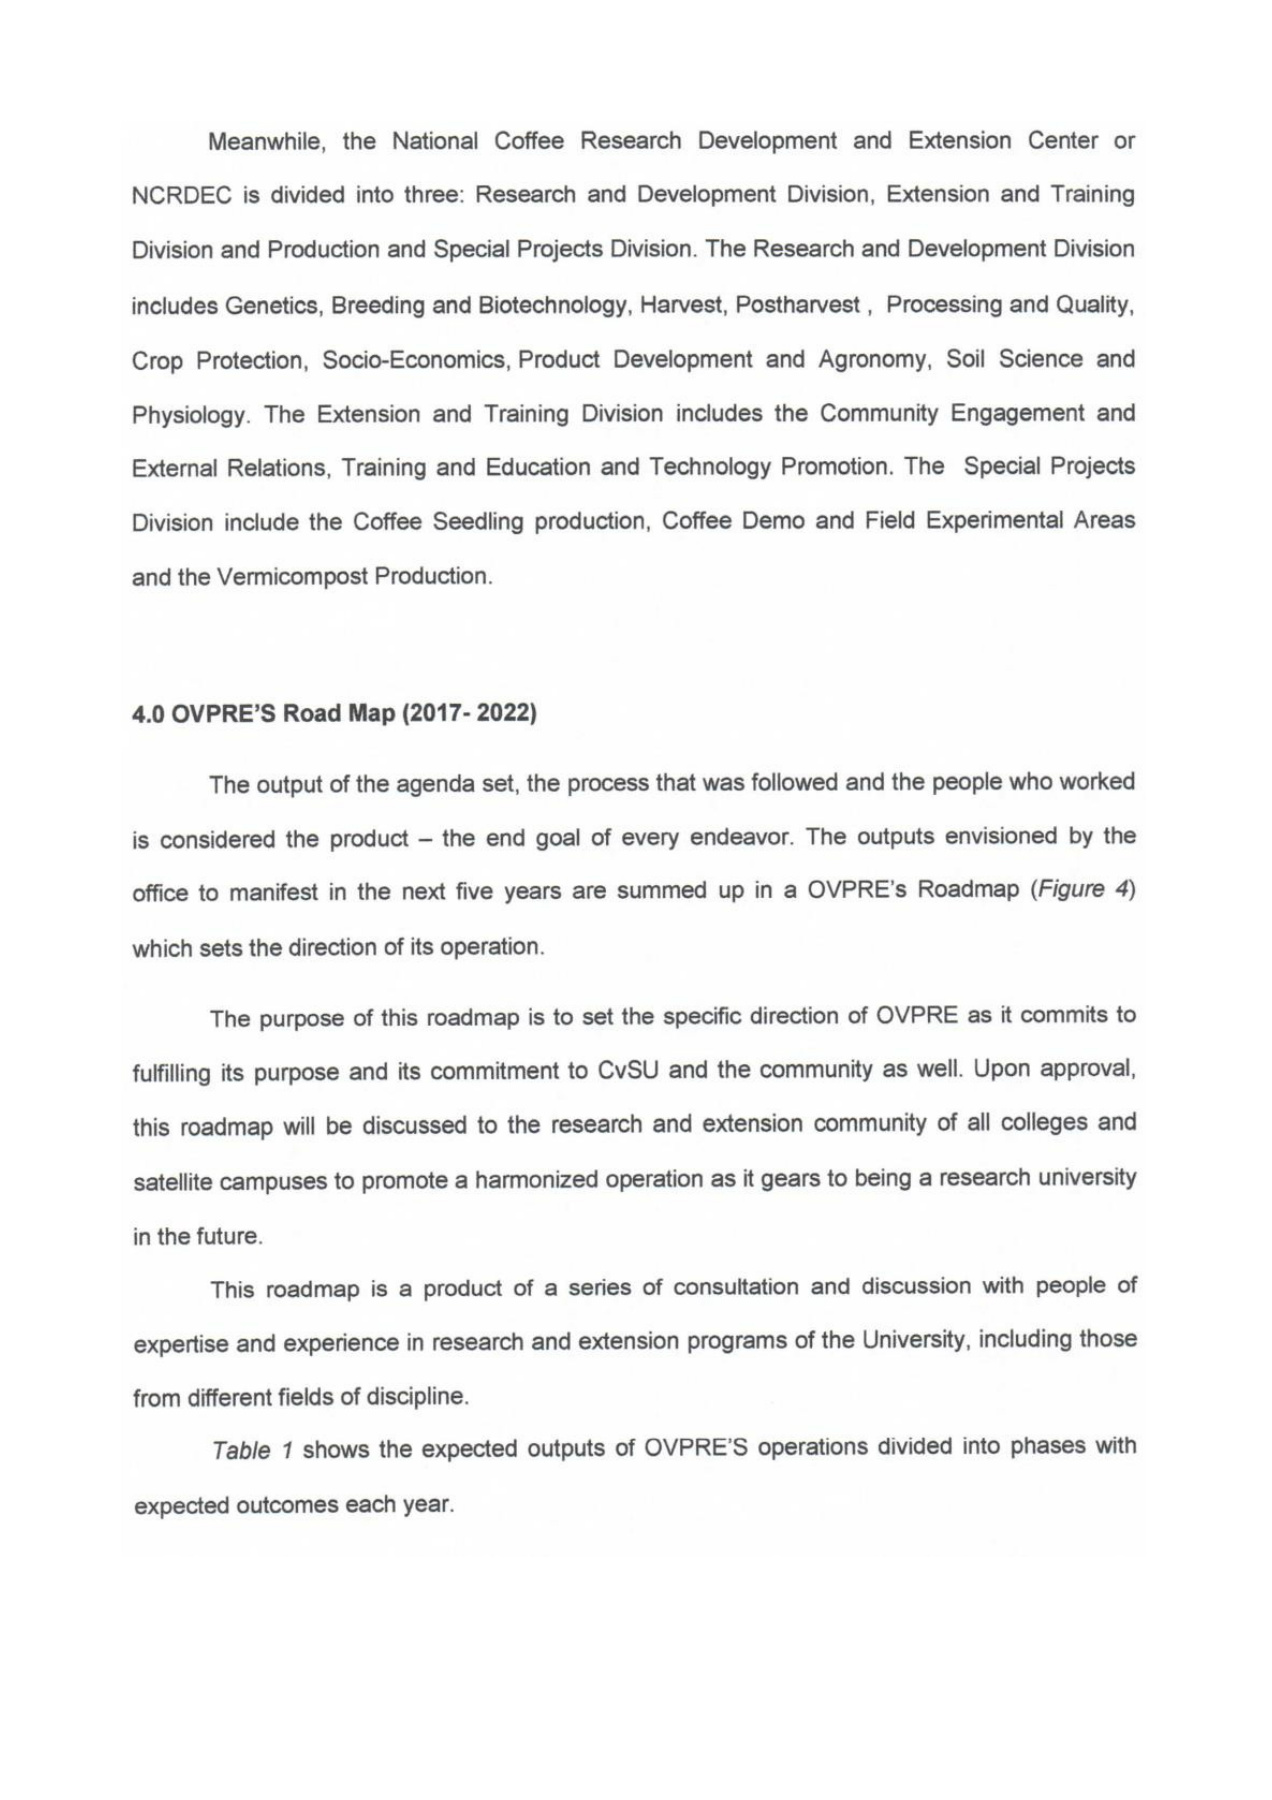 Meanwhile, the National Coffee Research Development and Extension Center or
NCRDEC is divided into three: Research and Development Division, Extension and Training
Division and Production and Special Projects Division. The Research and Development Division
includes Genetics, Breeding and Biotechnology, Harvest, Postharvest , Processing and Quality,
Crop Protection, Socio-Economics, Product Development and Agronomy, Soil Science and
Physiology. The Extension and Training Division includes the Community Engagement and
External Relations, Training and Education and Technology Promotion. The Special Projects
Division include the Coffee Seedling production, Coffee Demo and Field Experimental Areas
and the Vermicompost Production.
4.0 OVPRE'S Road Map (2017- 2022)
The output of the agenda set, the process that was followed and the people who worked
is considered the product – the end goal of every endeavor. The outputs envisioned by the
office to manifest in the next five years are summed up in a OVPRE's Roadmap (Figure 4)
which sets the direction of its operation.
The purpose of this roadmap is to set the specific direction of OVPRE as it commits to
fulfilling its purpose and its commitment to CvSU and the community as well. Upon approval,
this roadmap will be discussed to the research and extension community of all colleges and
satellite campuses to promote a harmonized operation as it gears to being a research university
in the future.
This roadmap is a product of a series of consultation and discussion with people of
expertise and experience in research and extension programs of the University, including those
from different fields of discipline.
Table 1 shows the expected outputs of OVPRE'S operations divided into phases with
expected outcomes each year.